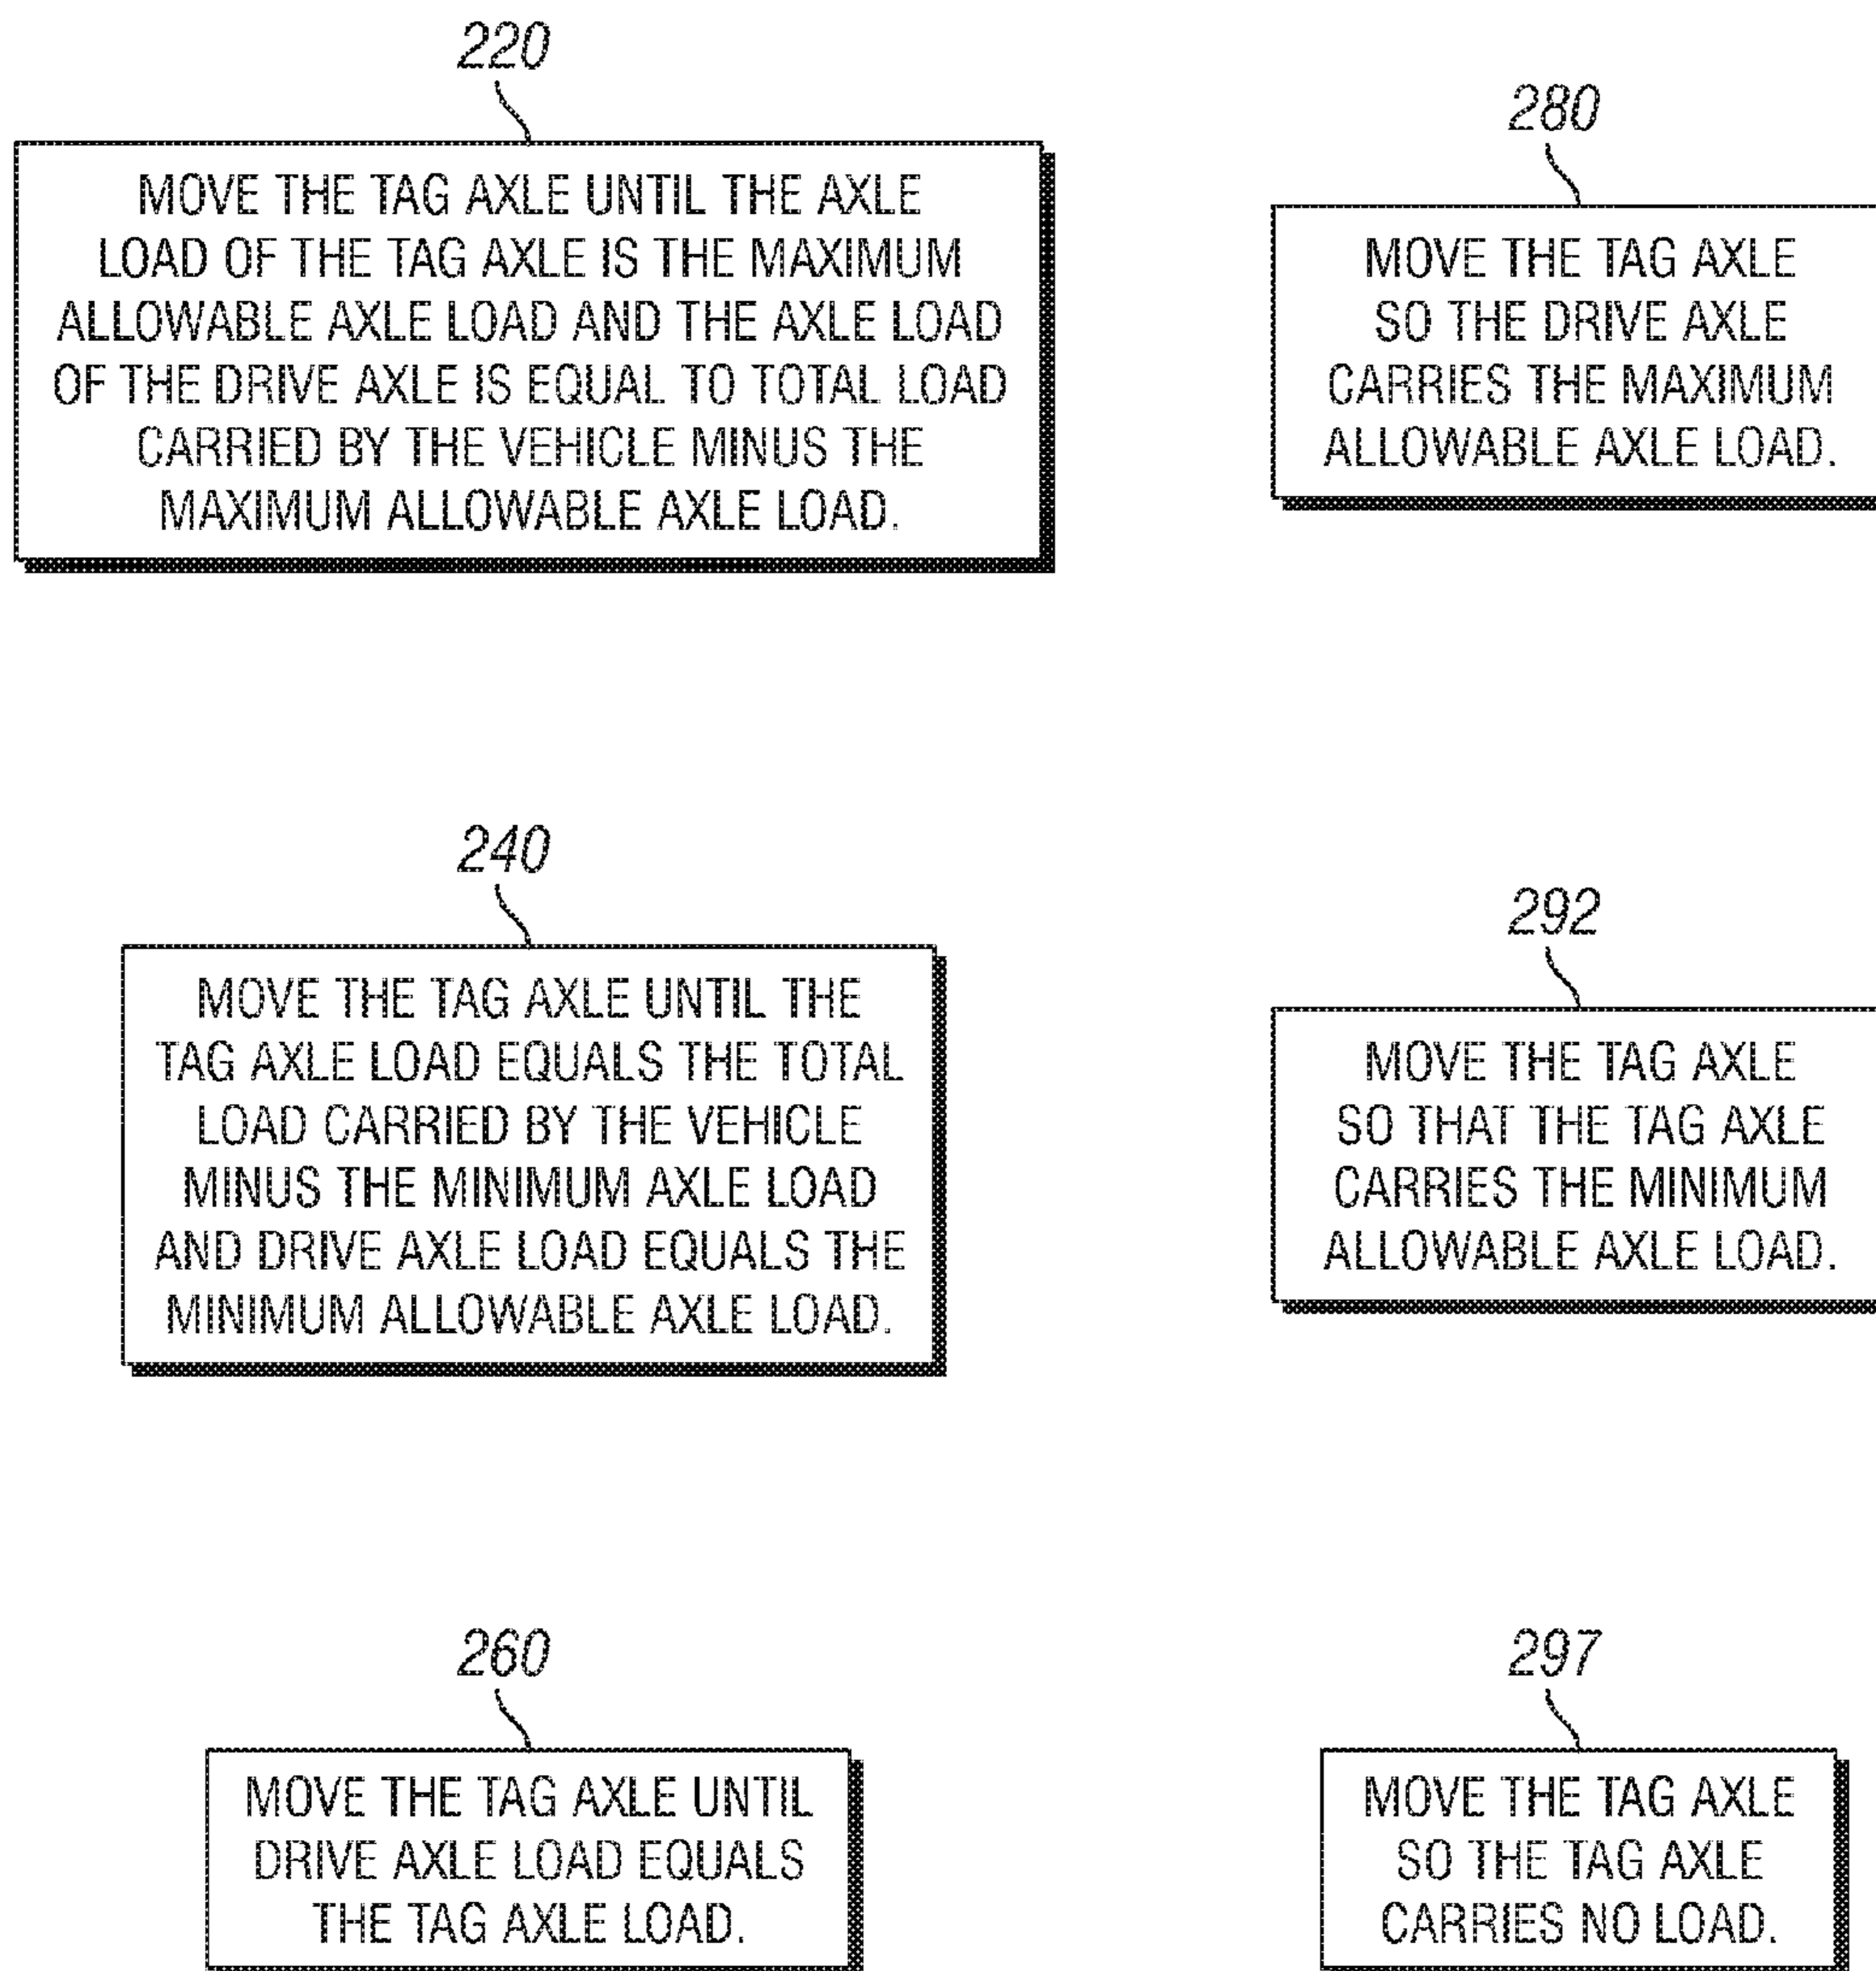 220
MOVE THE TAG AXLE UNTIL THE AXLE
LOAD OF THE TAG AXLE IS THE MAXIMUM
ALLOWABLE AXLE LOAD AND THE AXLE LOAD
OF THE DRIVE AXLE IS EQUAL TO TOTAL LOAD
CARRIED BY THE VEHICLE MINUS THE
MAXIMUM ALLOWABLE AXLE LOAD.
280
MOVE THE TAG AXLE
SO THE DRIVE AXLE
CARRIES THE MAXIMUM
ALLOWABLE AXLE LOAD.
240
MOVE THE TAG AXLE UNTIL THE
TAG AXLE LOAD EQUALS THE TOTAL
LOAD CARRIED BY THE VEHICLE
MINUS THE MINIMUM AXLE LOAD
AND DRIVE AXLE LOAD EQUALS THE
MINIMUM ALLOWABLE AXLE LOAD.
292
MOVE THE TAG AXLE
SO THAT THE TAG AXLE
CARRIES THE MINIMUM
ALLOWABLE AXLE LOAD.
260
MOVE THE TAG AXLE UNTIL
DRIVE AXLE LOAD EQUALS
THE TAG AXLE LOAD.
297
MOVE THE TAG AXLE
SO THE TAG AXLE
CARRIES NO LOAD.